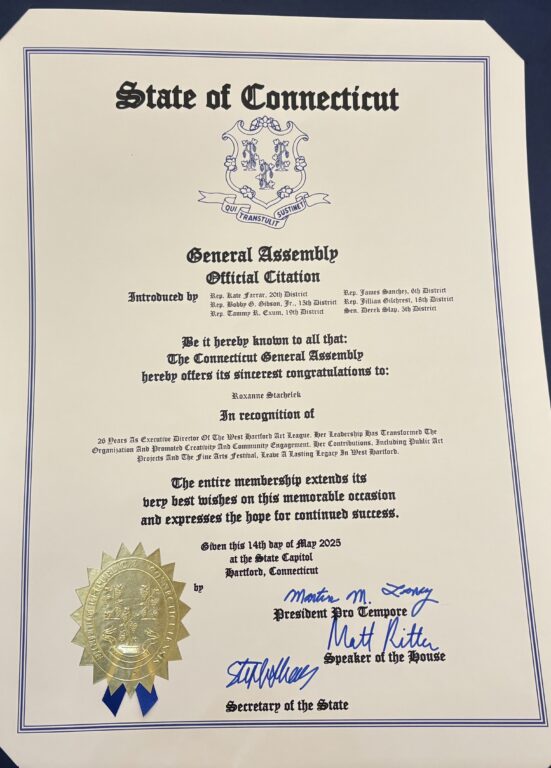 State of Connecticut
QUI TRANSTULIT SUSTINET
General Assembly
Official Citation
Introduced by
Rep. Kate Farrar, 20th District
Rep. Bobby G. Gibson, Jr., 15th District
Rep. Tammy R. Exum, 19th District
Rep. James Sanchez, 6th District
Rep. Jillian Gilchrest, 18th District
Sen. Derek Slap, 5th District
Be it hereby known to all that:
The Connecticut General Assembly
hereby offers its sincerest congratulations to:
Roxanne Stachelek
In recognition of
26 Years As Executive Director Of The West Hartford Art League. Her Leadership Has Transformed The
Organization And Promoted Creativity And Community Engagement. Her Contributions, Including Public Art
Projects And The Fine Arts Festival, Leave A Lasting Legacy In West Hartford.
The entire membership extends its
very best wishes on this memorable occasion
and expresses the hope for continued success.
Given this 14th day of May 2025
at the State Capitol
Hartford, Connecticut
by
Martin M. Looney
President Pro Tempore
Matt Ritter
Speaker of the House
Secretary of the State